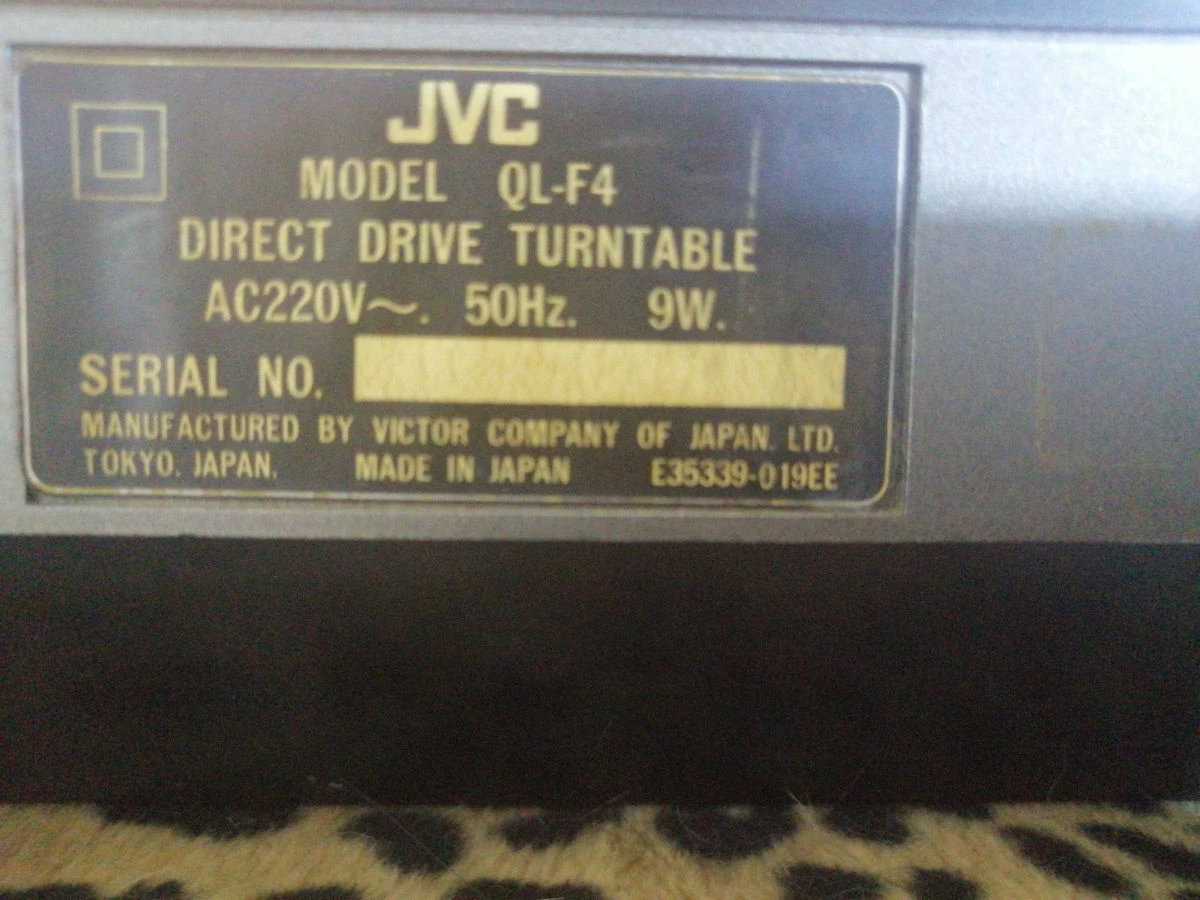 JVC
MODEL QL-F4
DIRECT DRIVE TURNTABLE
AC220V~. 50Hz. 9W.
SERIAL NO.
MANUFACTURED BY VICTOR COMPANY OF JAPAN. LTD.
TOKYO. JAPAN. MADE IN JAPAN E35339-019EE